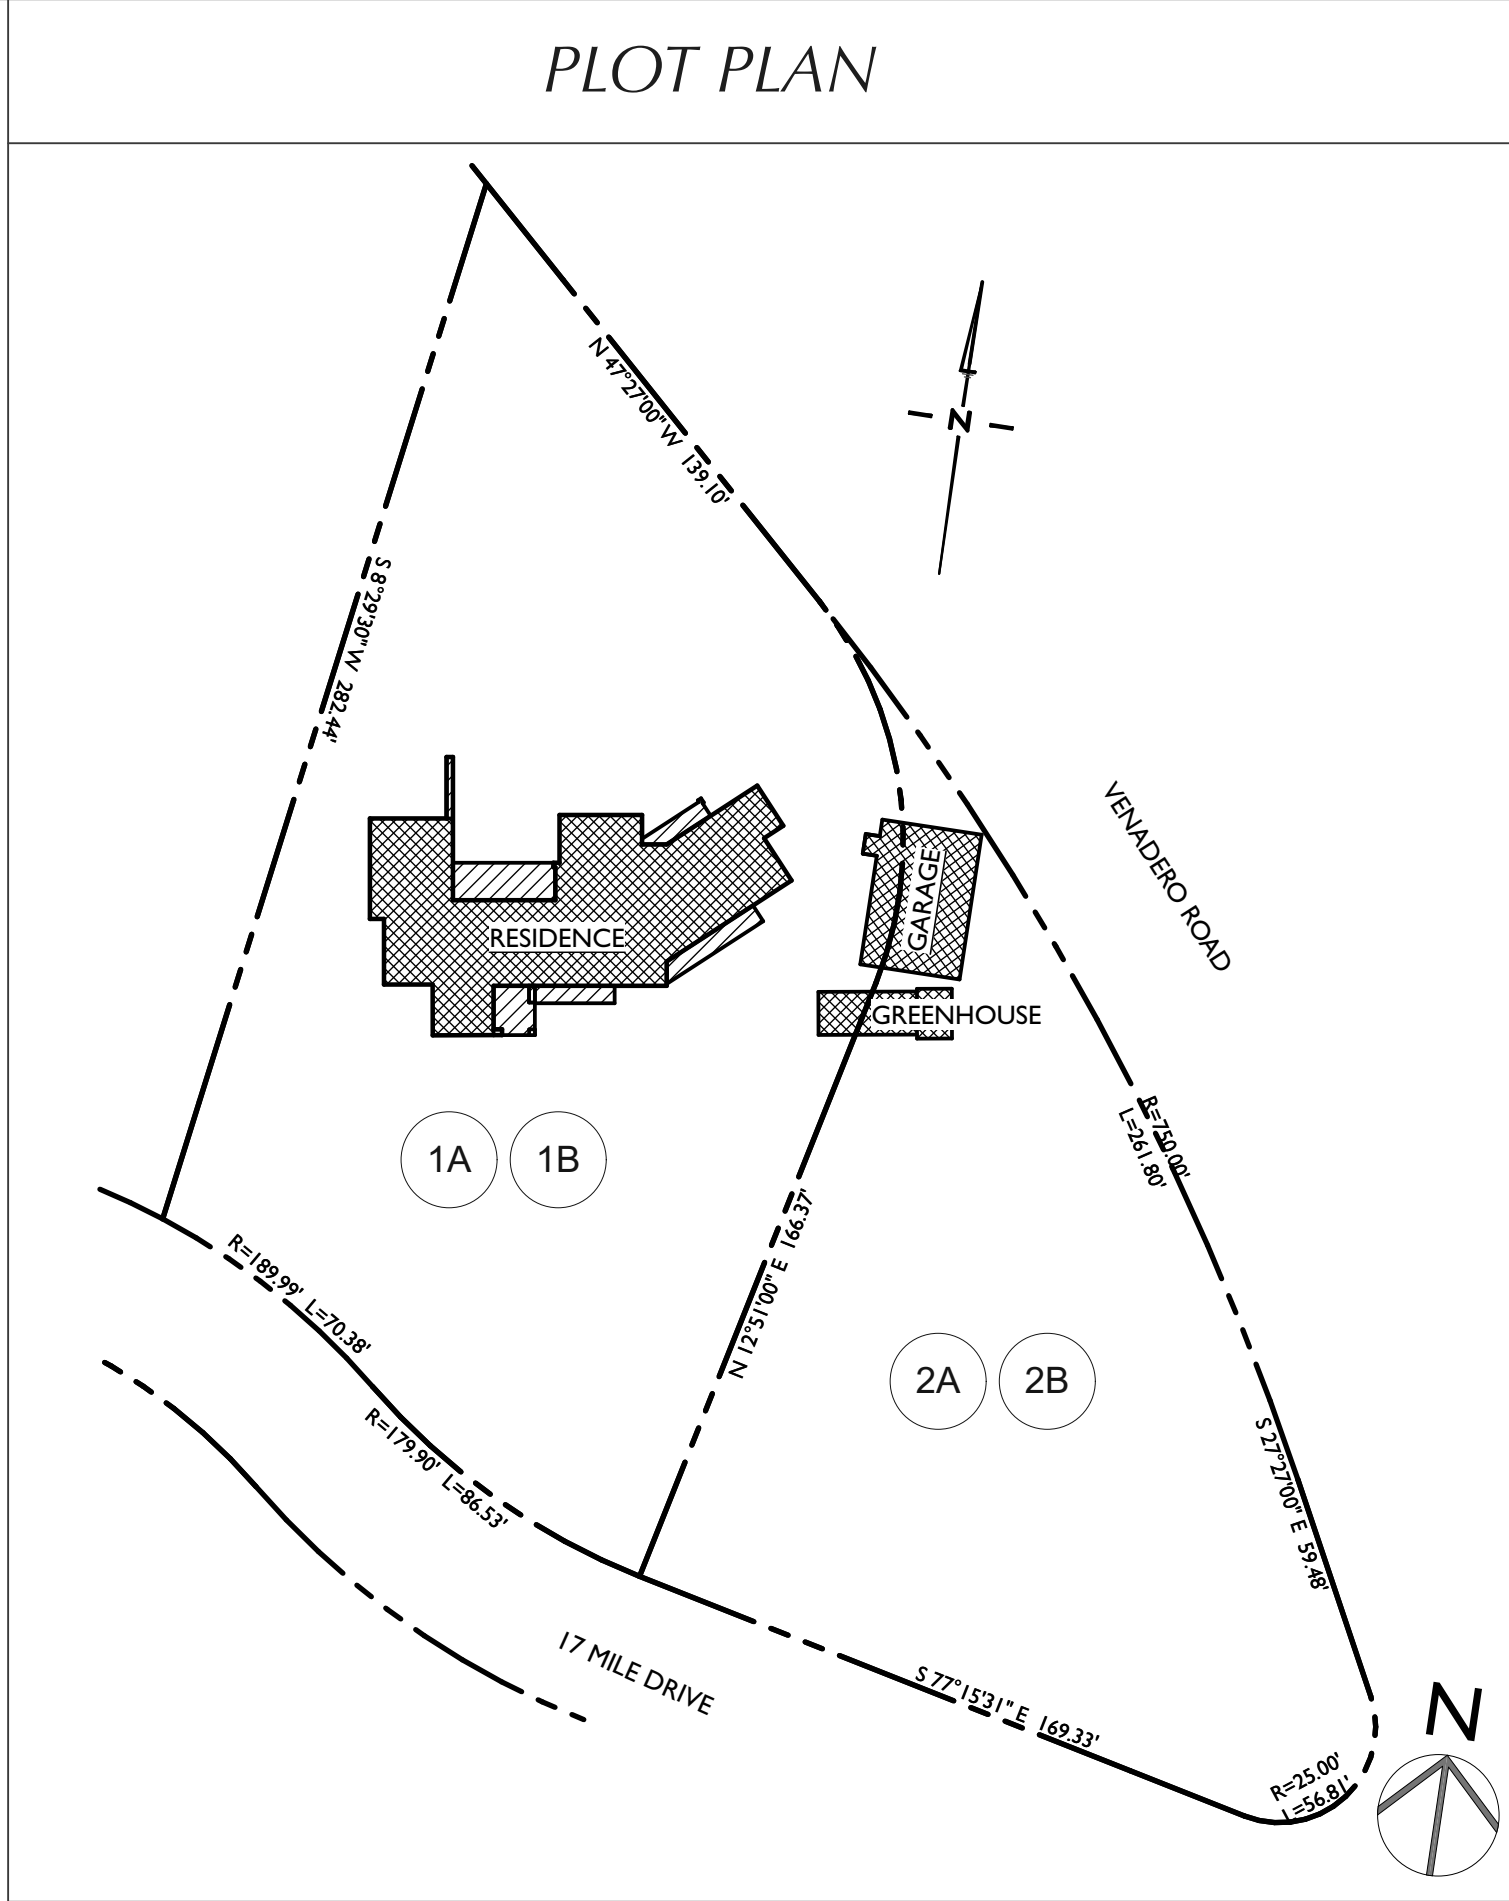 PLOT PLAN
N 47°27'00" W 139.10'
N
S 8°29'30" W 282.44'
VENADERO ROAD
GARAGE
RESIDENCE
GREENHOUSE
R=750.00'
L=261.80'
1A
1B
N 12°51'00" E 166.37'
R=189.99' L=70.38'
2A
2B
R=179.90' L=86.53'
S 27°27'00" E 59.48'
17 MILE DRIVE
S 77°15'31" E 169.33'
N
R=25.00'
L=56.81'